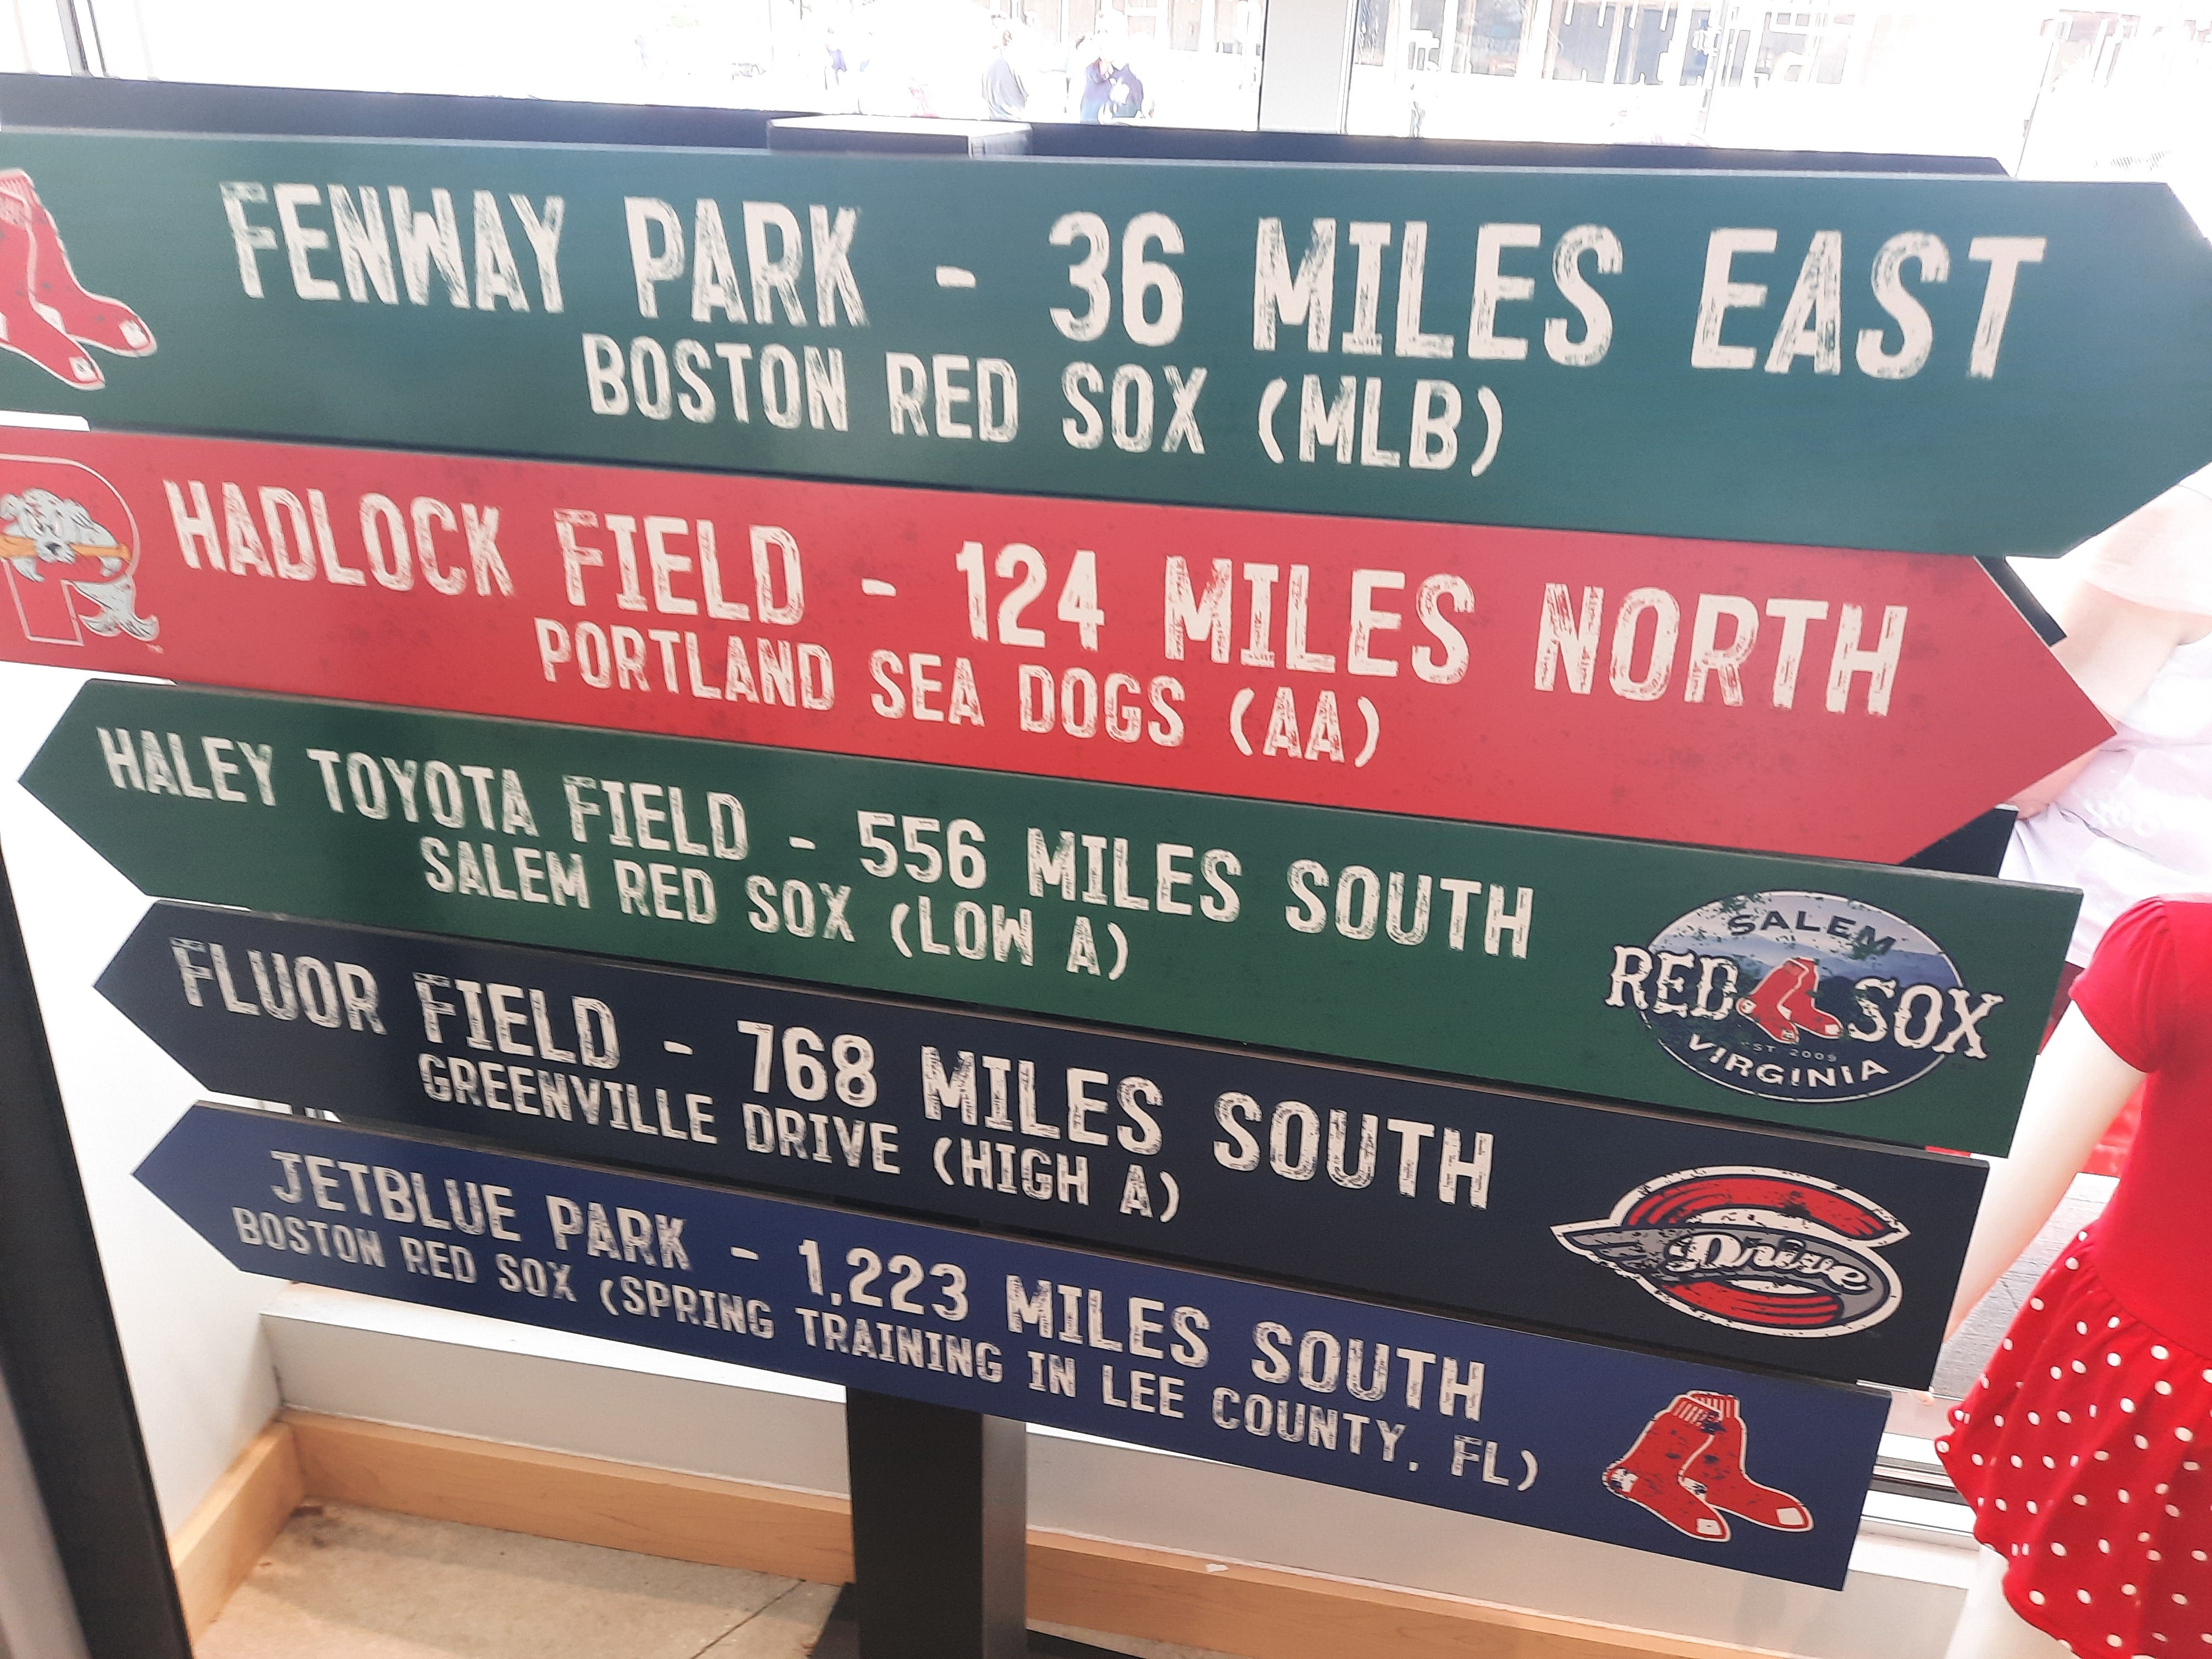 FENWAY PARK - 36 MILES EAST
BOSTON RED SOX (MLB)
HADLOCK FIELD - 124 MILES NORTH
PORTLAND SEA DOGS (AA)
TM
HALEY TOYOTA FIELD - 556 MILES SOUTH
SALEM RED SOX (LOW A)
SALEM
RED SOX
EST. 2009
VIRGINIA
FLUOR FIELD - 768 MILES SOUTH
GREENVILLE DRIVE (HIGH A)
Drive
JETBLUE PARK - 1,223 MILES SOUTH
BOSTON RED SOX (SPRING TRAINING IN LEE COUNTY, FL)